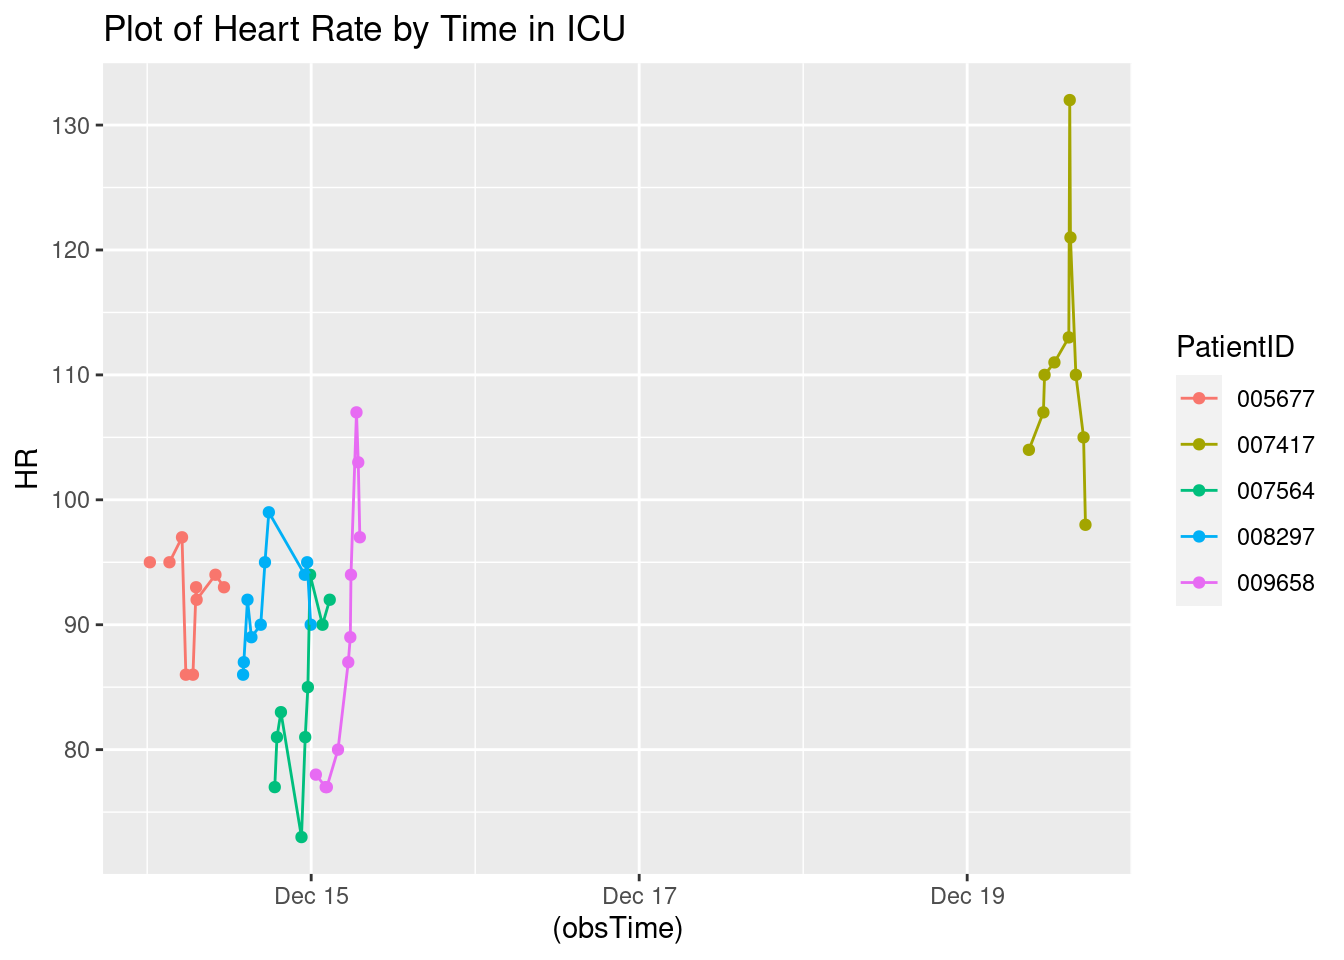 Plot of Heart Rate by Time in ICU
130
120
110
100
90
80
HR
Dec 15
Dec 17
Dec 19
(obsTime)
PatientID
005677
007417
007564
008297
009658